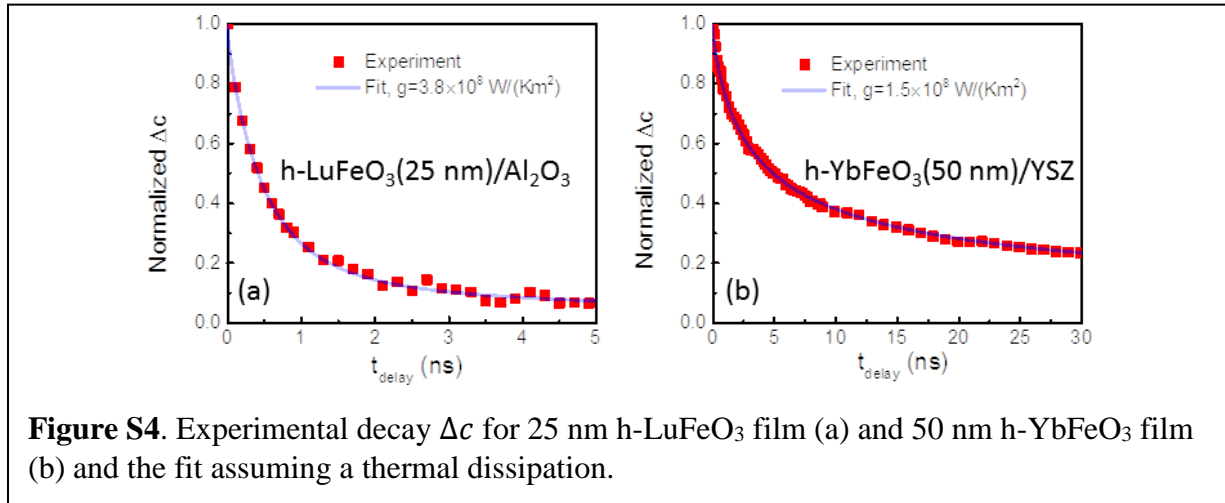 1.0
0.8
0.6
0.4
0.2
0.0
Normalized Δc
Experiment
Fit, g=3.8×10⁸ W/(Km²)
h-LuFeO₃(25 nm)/Al₂O₃
(a)
0 1 2 3 4 5
t_delay (ns)
1.0
0.8
0.6
0.4
0.2
0.0
Normalized Δc
Experiment
Fit, g=1.5×10⁸ W/(Km²)
h-YbFeO₃(50 nm)/YSZ
(b)
0 5 10 15 20 25 30
t_delay (ns)
Figure S4. Experimental decay Δc for 25 nm h-LuFeO₃ film (a) and 50 nm h-YbFeO₃ film
(b) and the fit assuming a thermal dissipation.